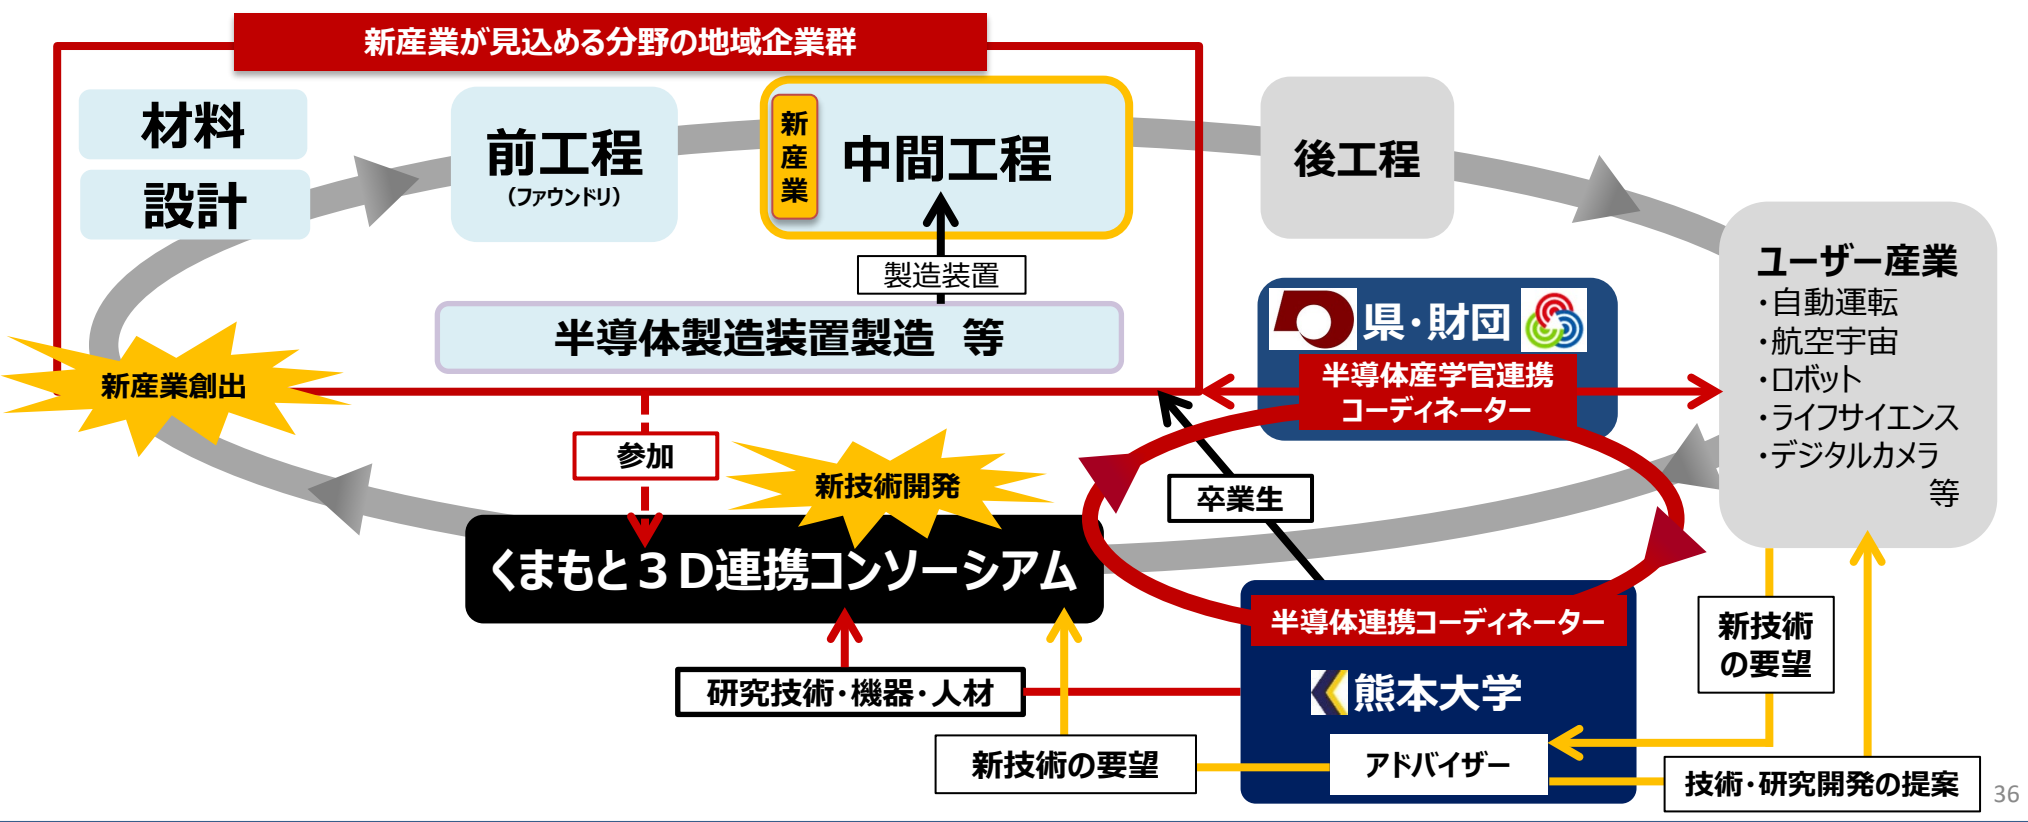 新産業が見込める分野の地域企業群
材料
設計
前工程
（ファウンドリ）
新産業
中間工程
後工程
製造装置
半導体製造装置製造　等
県・財団
半導体産学官連携
コーディネーター
ユーザー産業
・自動運転
・航空宇宙
・ロボット
・ライフサイエンス
・デジタルカメラ
等
新産業創出
参加
新技術開発
卒業生
くまもと３Ｄ連携コンソーシアム
半導体連携コーディネーター
研究技術・機器・人材
熊本大学
新技術
の要望
新技術の要望
アドバイザー
技術・研究開発の提案
36